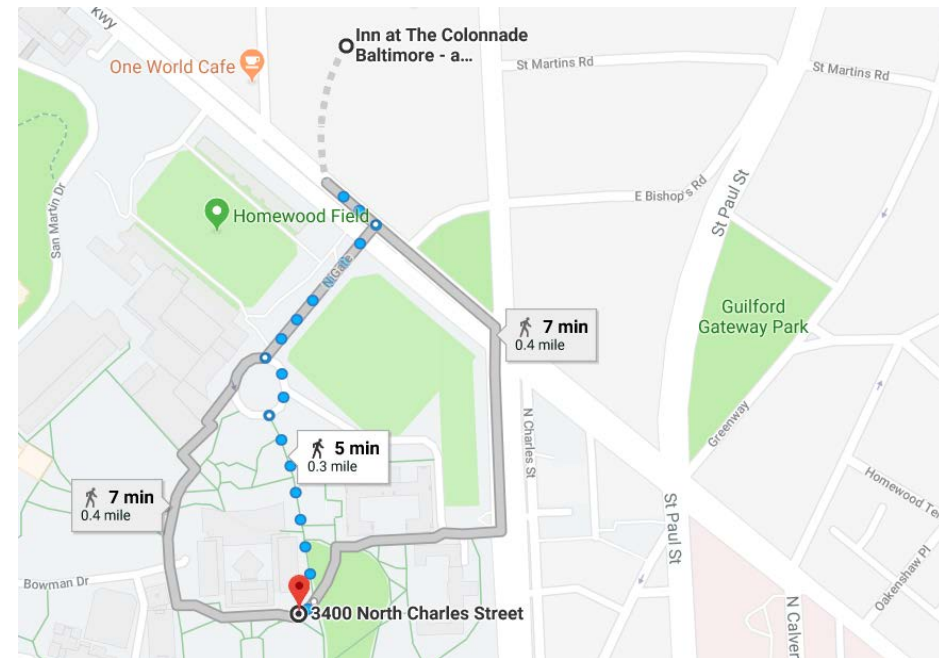 Kwy
Inn at The Colonnade
Baltimore - a...
One World Cafe
St Martins Rd
St Martins Rd
San Martin Dr
Homewood Field
E Bishop's Rd
St Paul St
N Gate
Guilford
Gateway Park
7 min
0.4 mile
N Charles St
Greenway
5 min
0.3 mile
7 min
0.4 mile
Homewood Te
St Paul St
Bowman Dr
Oakenshaw Pl
3400 North Charles Street
N Calver